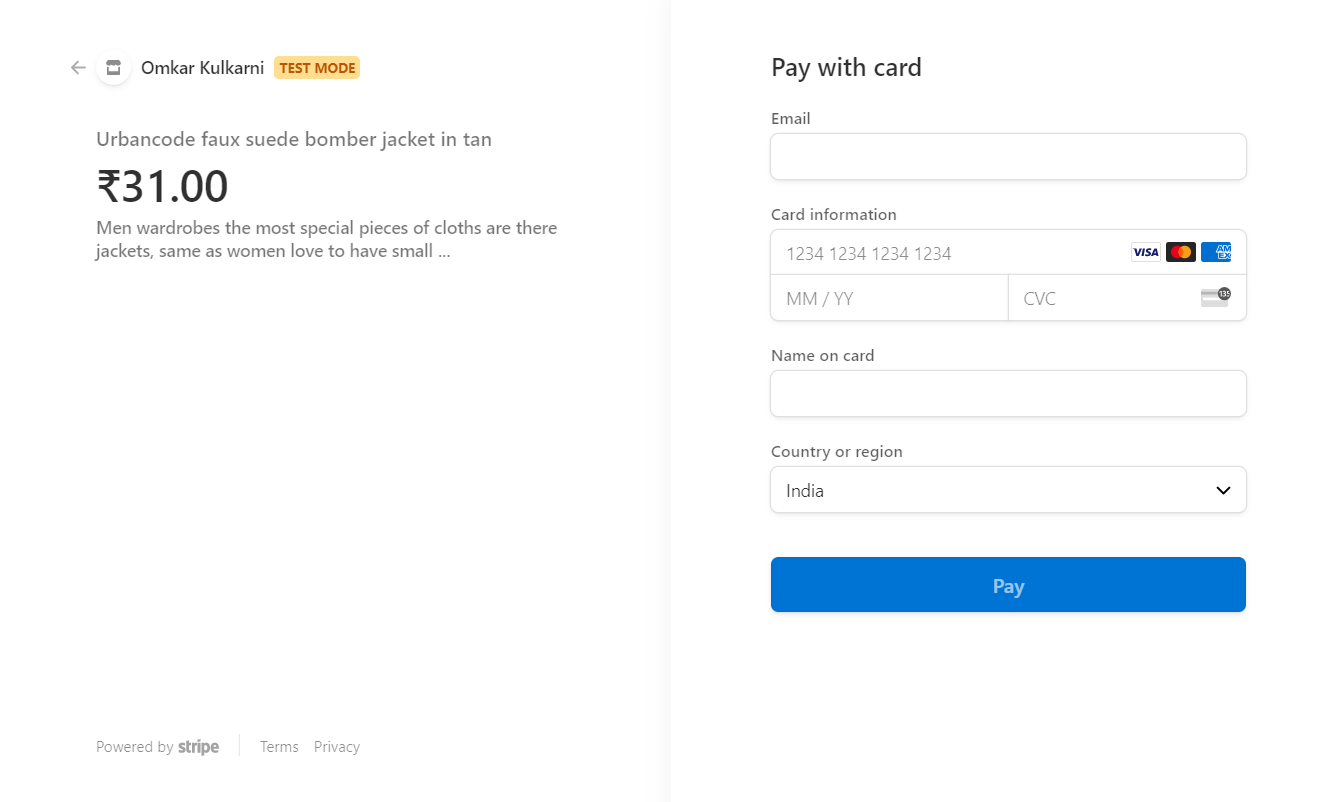 Omkar Kulkarni TEST MODE
Urbancode faux suede bomber jacket in tan
₹31.00
Men wardrobes the most special pieces of cloths are there
jackets, same as women love to have small ...
Powered by stripe Terms Privacy
Pay with card
Email
Card information
1234 1234 1234 1234 VISA AMEX
MM / YY CVC 135
Name on card
Country or region
India
Pay